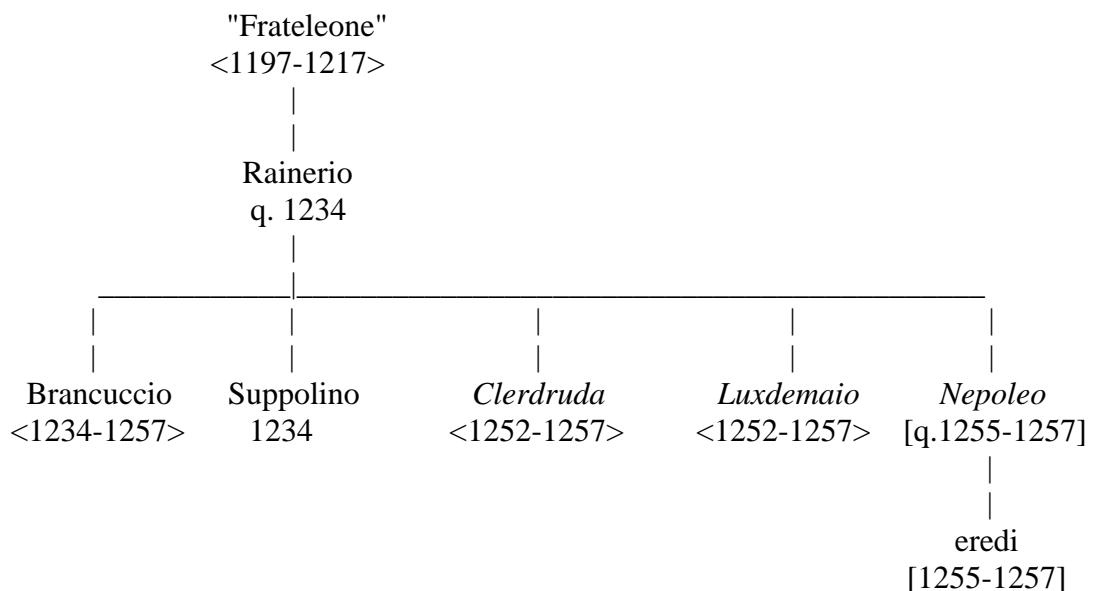 "Frateleone"
<1197-1217>
Rainerio
q. 1234
Brancuccio Suppolino Clerdruda Luxdemaio Nepoleo
<1234-1257> 1234 <1252-1257> <1252-1257> [q.1255-1257]
eredi
[1255-1257]